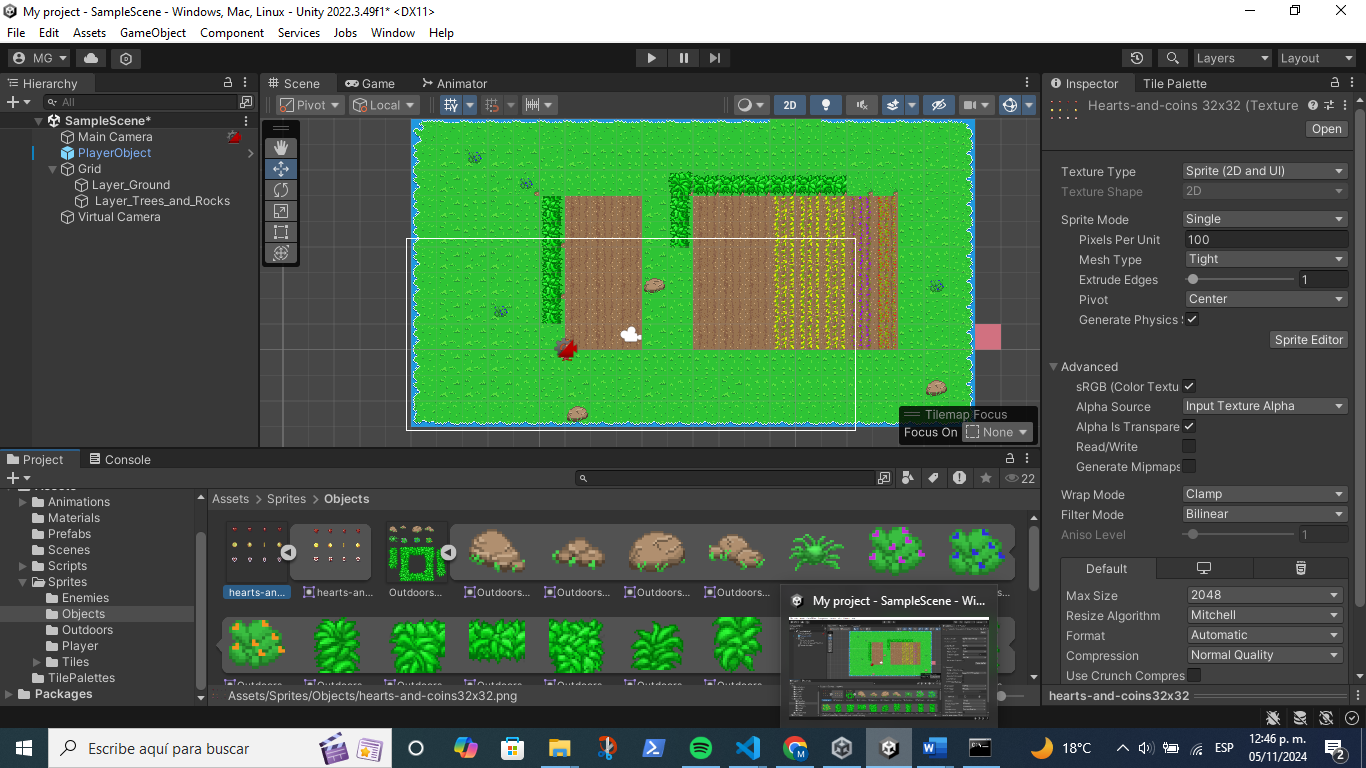 My project - SampleScene - Windows, Mac, Linux - Unity 2022.3.49f1* <DX11>
File Edit Assets GameObject Component Services Jobs Window Help
MG Layers Layout
Hierarchy
All
SampleScene*
Main Camera
PlayerObject
Grid
Layer_Ground
Layer_Trees_and_Rocks
Virtual Camera
Scene Game Animator
Pivot Local 2D
Tilemap Focus
Focus On None
Inspector Tile Palette
Hearts-and-coins 32x32 (Texture
Open
Texture Type Sprite (2D and UI)
Texture Shape 2D
Sprite Mode Single
Pixels Per Unit 100
Mesh Type Tight
Extrude Edges 1
Pivot Center
Generate Physics S
Sprite Editor
Advanced
sRGB (Color Textu
Alpha Source Input Texture Alpha
Alpha Is Transpare
Read/Write
Generate Mipmaps
Wrap Mode Clamp
Filter Mode Bilinear
Aniso Level 1
Default
Max Size 2048
Resize Algorithm Mitchell
Format Automatic
Compression Normal Quality
Use Crunch Compres
hearts-and-coins32x32
Project Console
22
Assets
Animations
Materials
Prefabs
Scenes
Scripts
Sprites
Enemies
Objects
Outdoors
Player
Tiles
TilePalettes
Packages
Assets > Sprites > Objects
hearts-an... hearts-an... Outdoors... Outdoors... Outdoors... Outdoors... Outdoors...
My project - SampleScene - Wi...
Outdoors... Outdoors... Outdoors... Outdoors... Outdoors... Outdoors... Outdoors...
Assets/Sprites/Objects/hearts-and-coins32x32.png
Escribe aquí para buscar
18°C
ESP
12:46 p. m.
05/11/2024
2